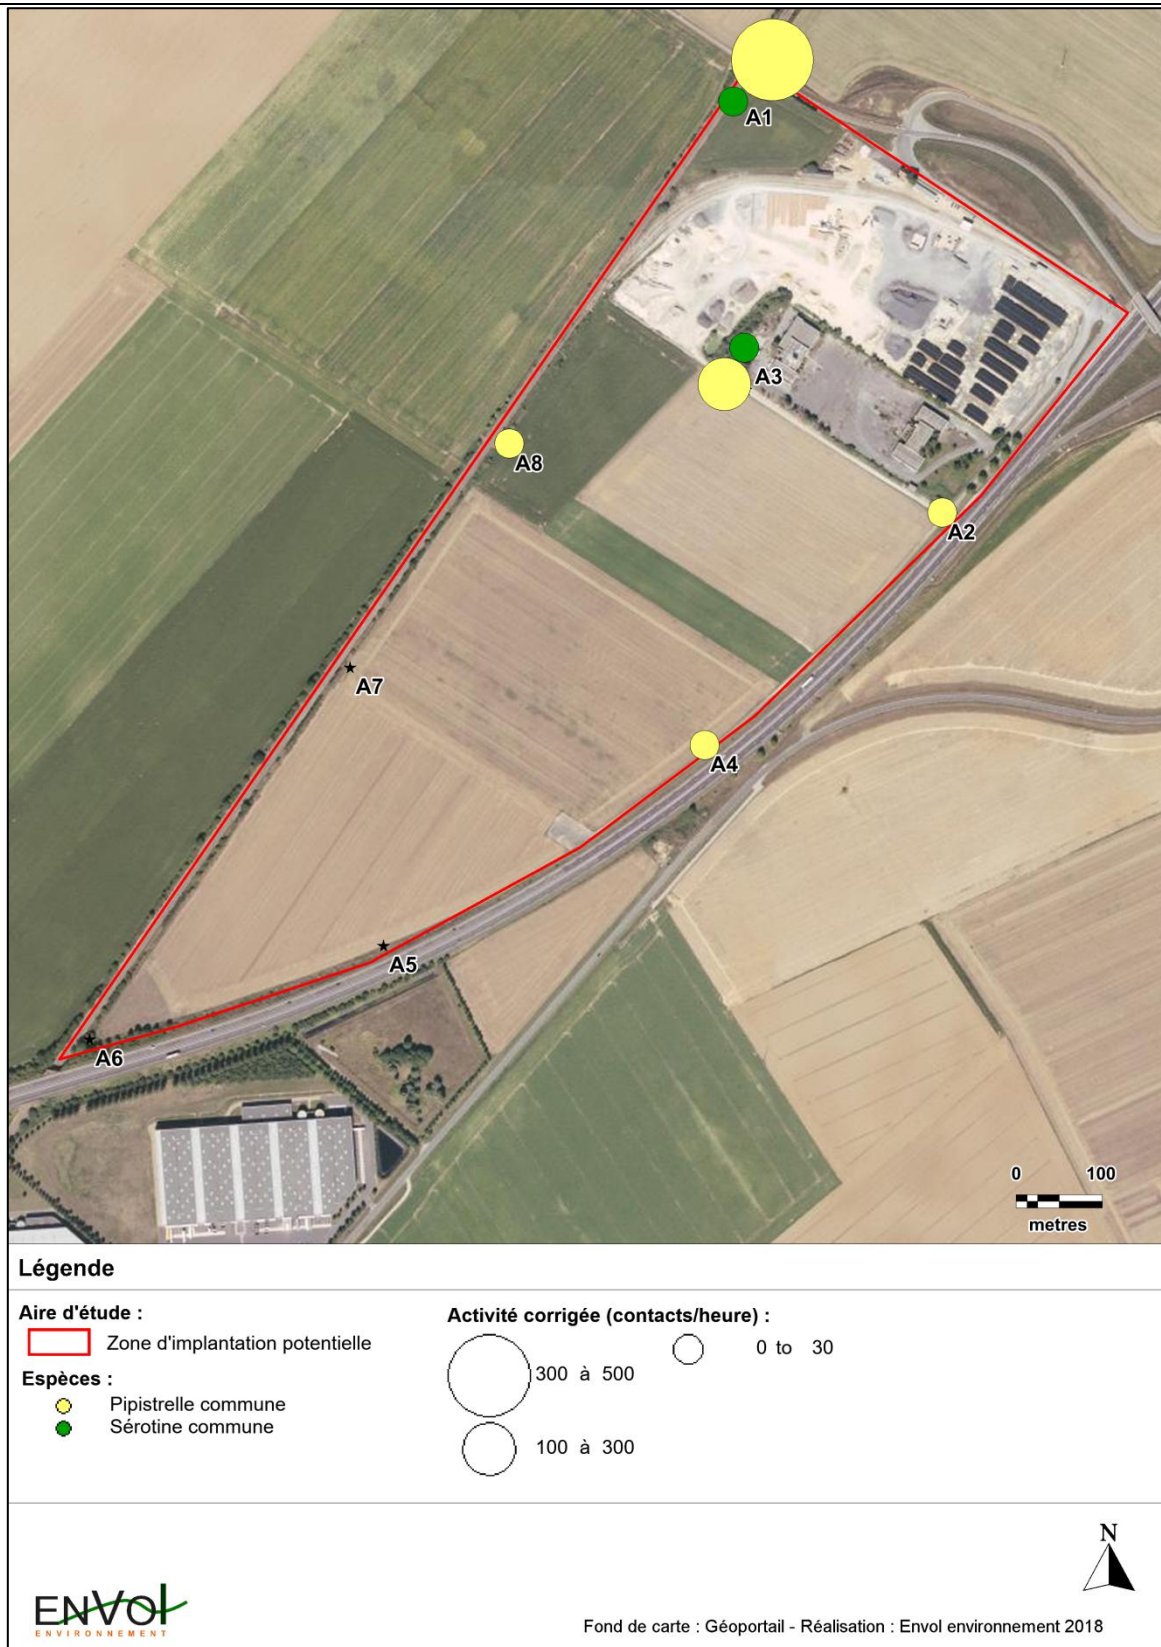 A1
A3
A8
A2
A7
A4
A5
A6
0 100
metres
Légende
Aire d'étude :
Zone d'implantation potentielle
Espèces :
Pipistrelle commune
Sérotine commune
Activité corrigée (contacts/heure) :
300 à 500
100 à 300
0 to 30
N
ENVOl
ENVIRONNEMENT
Fond de carte : Géoportail - Réalisation : Envol environnement 2018